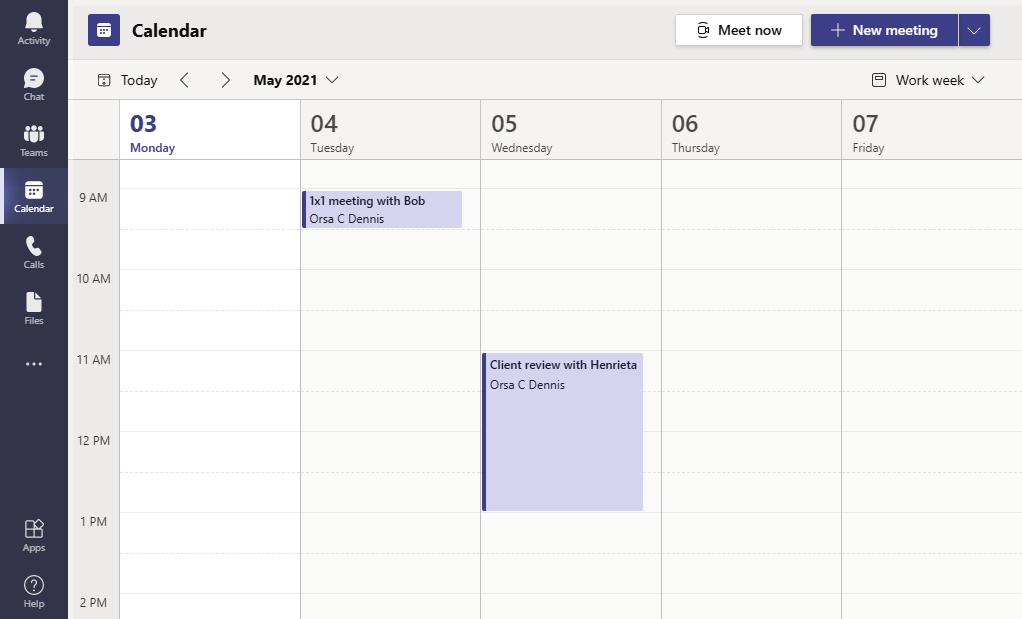 Activity
Chat
Teams
Calendar
Calls
Files
Apps
Help
Calendar
Meet now
New meeting
Today
May 2021
Work week
03
Monday
04
Tuesday
05
Wednesday
06
Thursday
07
Friday
9 AM
10 AM
11 AM
12 PM
1 PM
2 PM
1x1 meeting with Bob
Orsa C Dennis
Client review with Henrieta
Orsa C Dennis